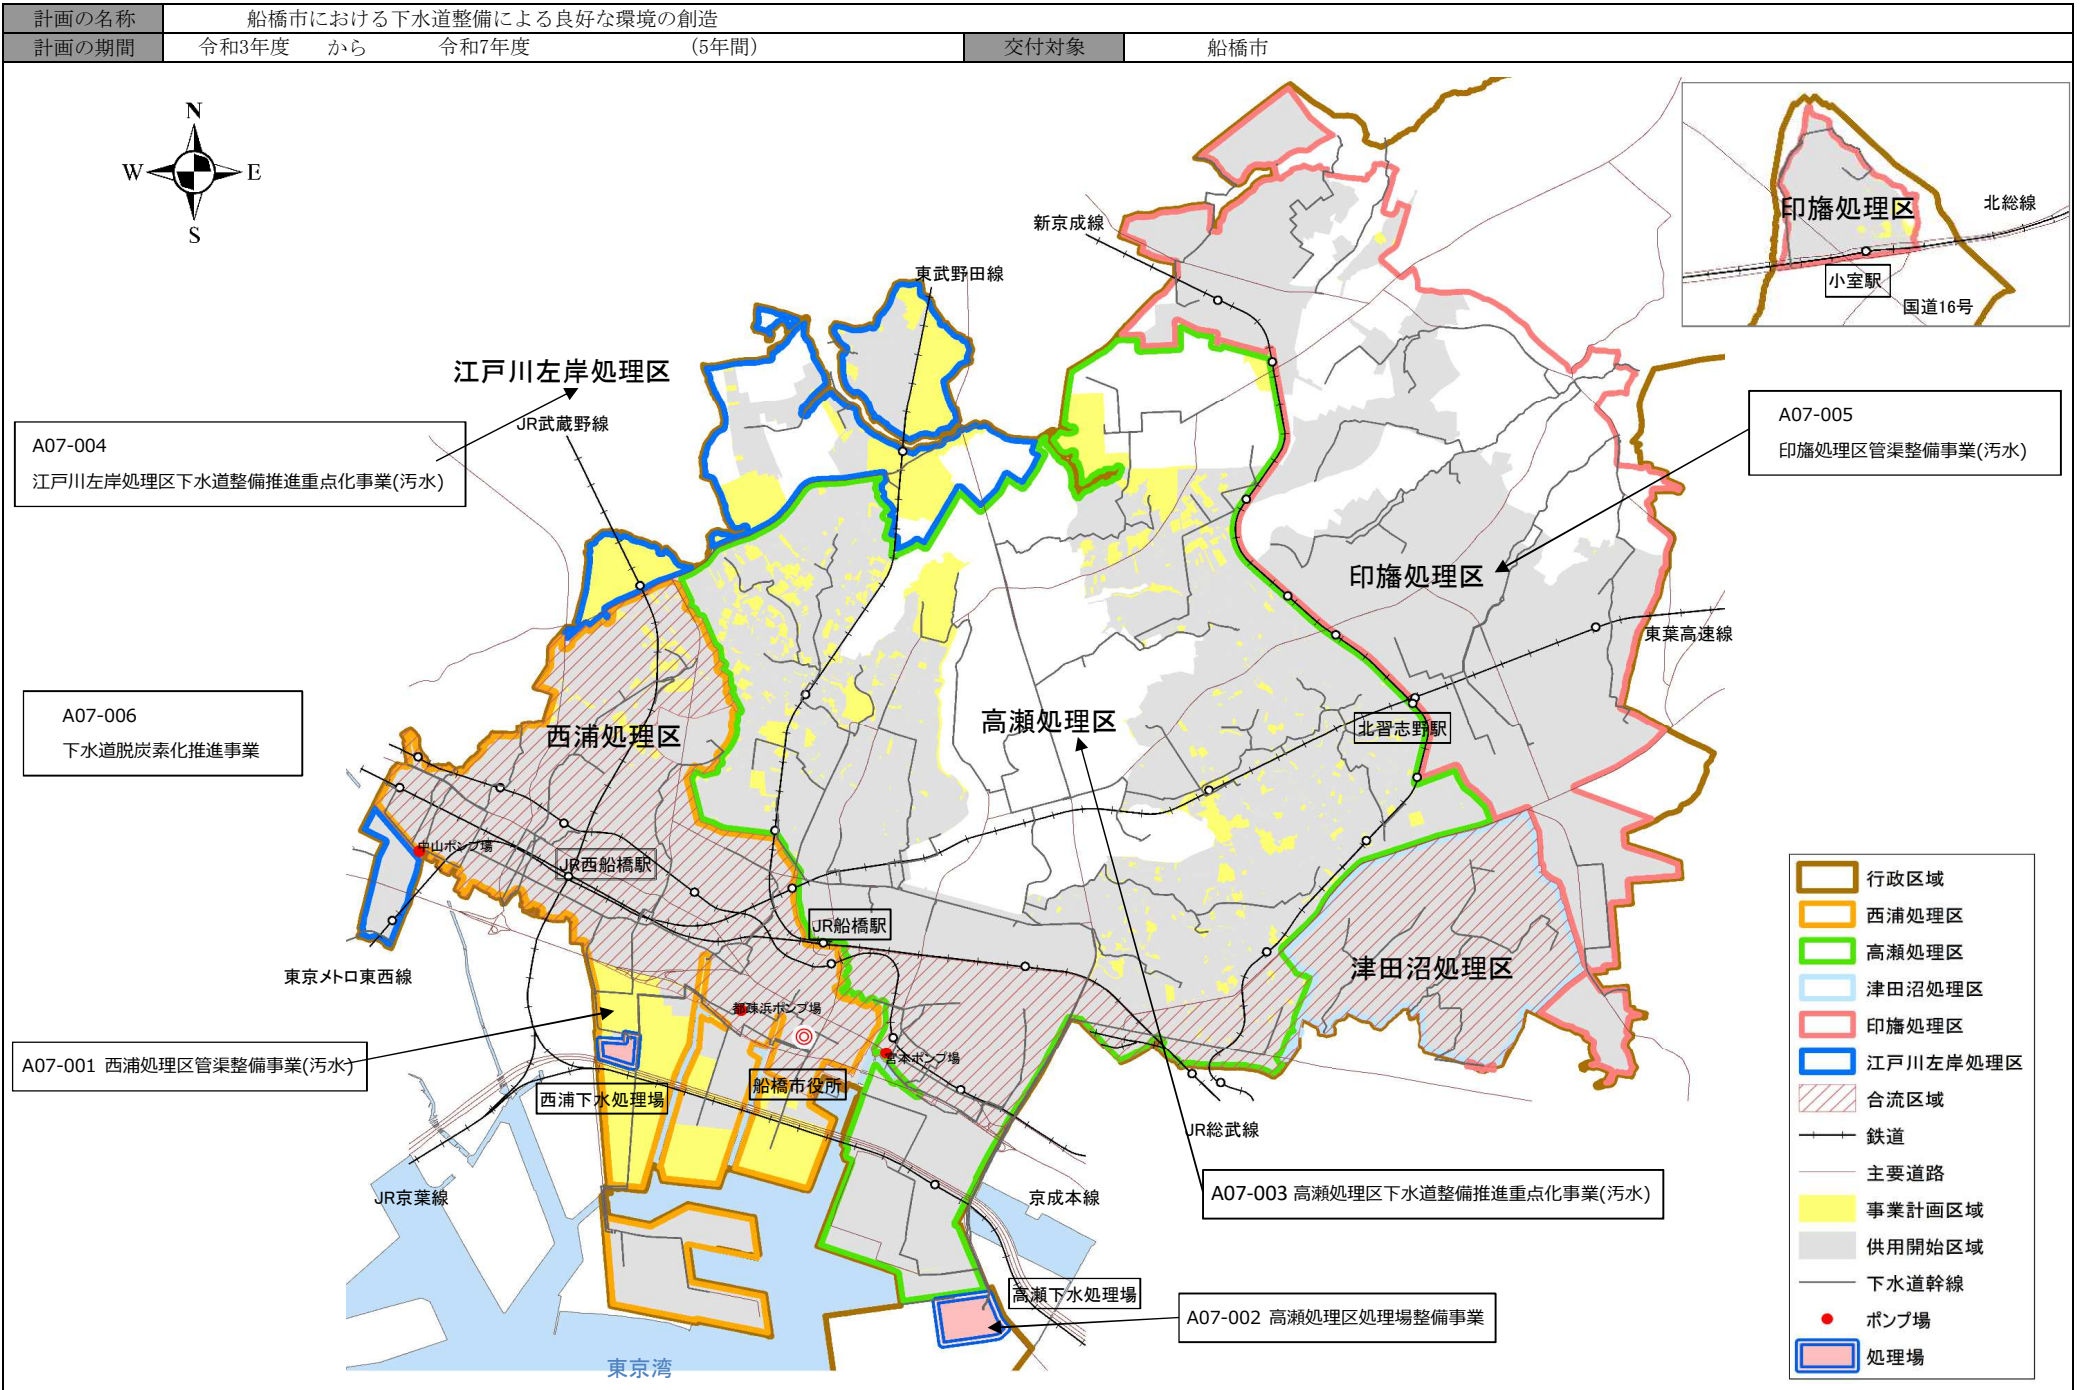 計画の名称 船橋市における下水道整備による良好な環境の創造
計画の期間 令和3年度 から 令和7年度 (5年間) 交付対象 船橋市
N
W E
S
新京成線
東武野田線
江戸川左岸処理区
JR武蔵野線
A07-004
江戸川左岸処理区下水道整備推進重点化事業(汚水)
印旛処理区
北総線
小室駅
国道16号
A07-005
印旛処理区管渠整備事業(汚水)
印旛処理区
東葉高速線
A07-006
下水道脱炭素化推進事業
西浦処理区
高瀬処理区
北習志野駅
中山ポンプ場
JR西船橋駅
JR船橋駅
東京メトロ東西線
津田沼処理区
都疎浜ポンプ場
宮本ポンプ場
A07-001 西浦処理区管渠整備事業(汚水)
西浦下水処理場
船橋市役所
JR総武線
JR京葉線
京成本線
A07-003 高瀬処理区下水道整備推進重点化事業(汚水)
高瀬下水処理場
A07-002 高瀬処理区処理場整備事業
東京湾
行政区域
西浦処理区
高瀬処理区
津田沼処理区
印旛処理区
江戸川左岸処理区
合流区域
鉄道
主要道路
事業計画区域
供用開始区域
下水道幹線
ポンプ場
処理場